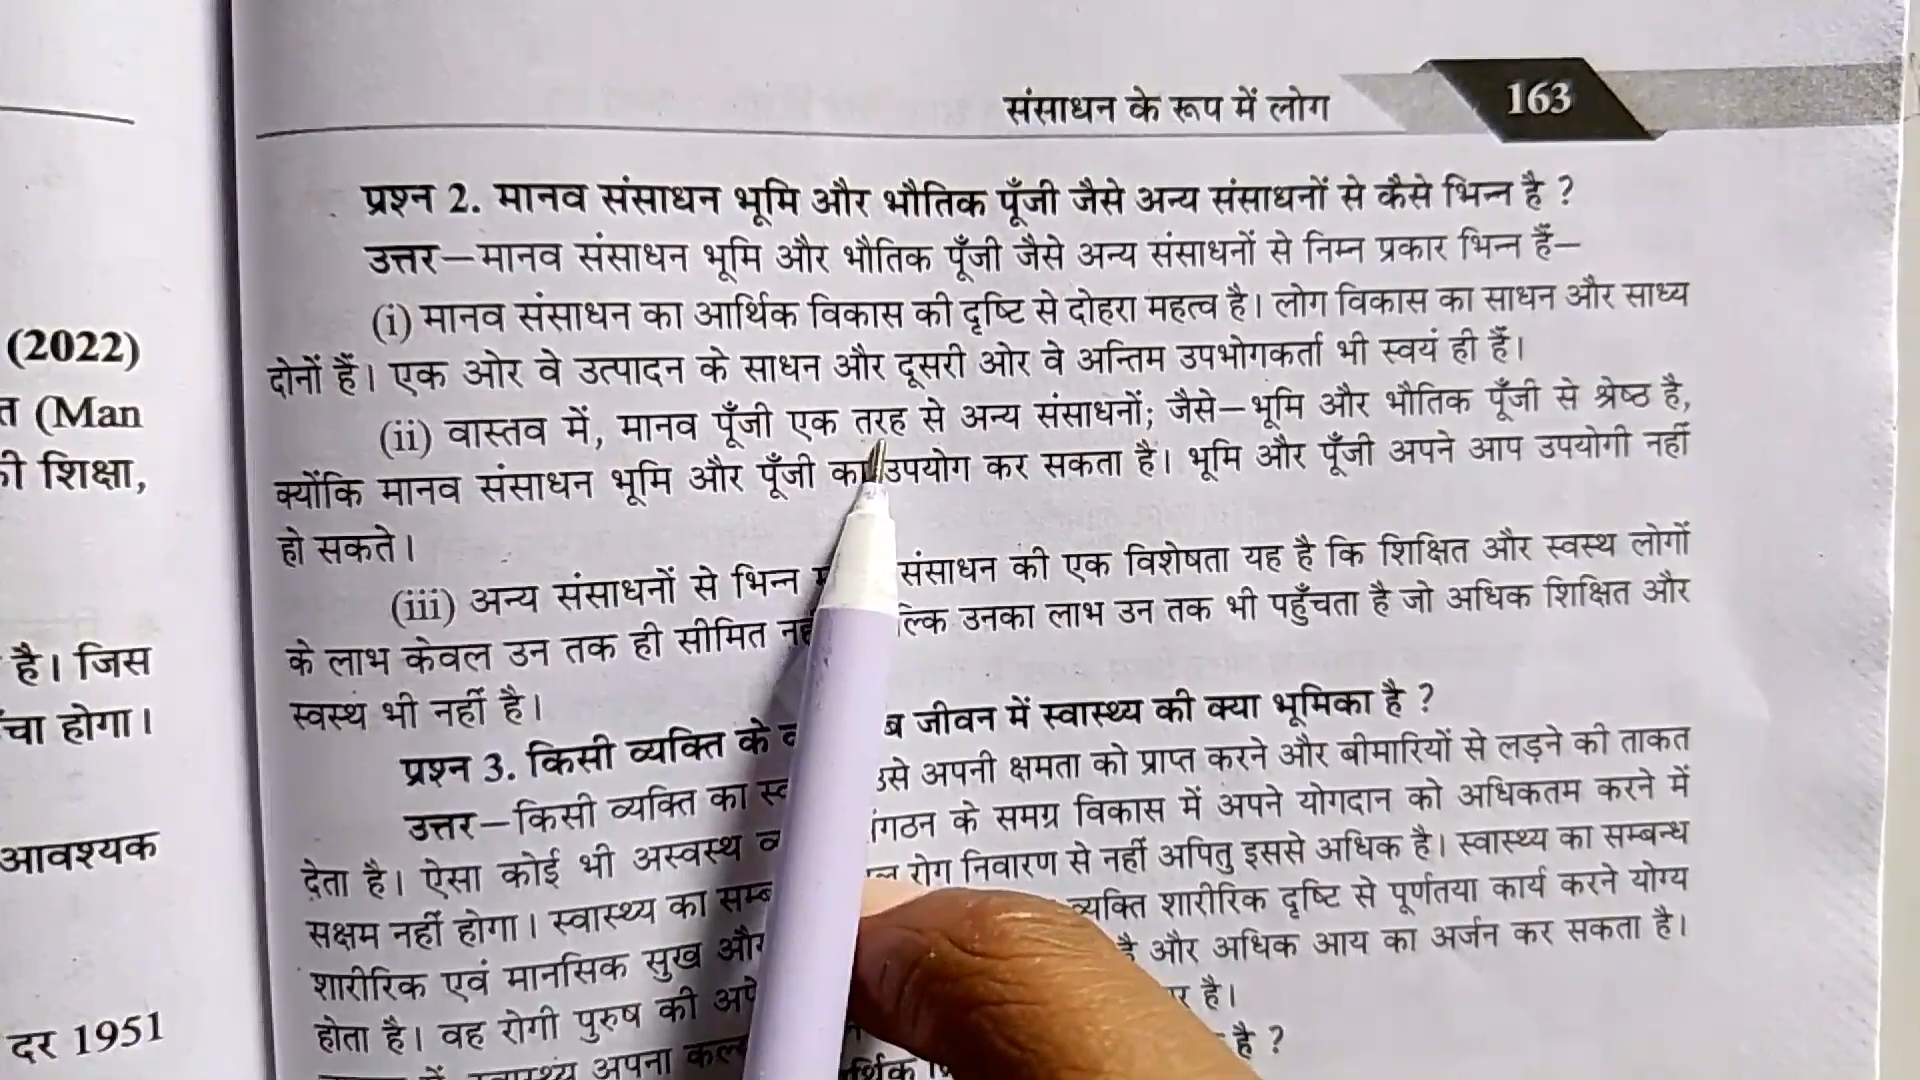 संसाधन के रूप में लोग 163
प्रश्न 2. मानव संसाधन भूमि और भौतिक पूँजी जैसे अन्य संसाधनों से कैसे भिन्न है ?
उत्तर—मानव संसाधन भूमि और भौतिक पूँजी जैसे अन्य संसाधनों से निम्न प्रकार भिन्न हैं—
(i) मानव संसाधन का आर्थिक विकास की दृष्टि से दोहरा महत्व है। लोग विकास का साधन और साध्य
दोनों हैं। एक ओर वे उत्पादन के साधन और दूसरी ओर वे अन्तिम उपभोगकर्ता भी स्वयं ही हैं।
(ii) वास्तव में, मानव पूँजी एक तरह से अन्य संसाधनों; जैसे—भूमि और भौतिक पूँजी से श्रेष्ठ है,
क्योंकि मानव संसाधन भूमि और पूँजी का उपयोग कर सकता है। भूमि और पूँजी अपने आप उपयोगी नहीं
हो सकते।
(iii) अन्य संसाधनों से भिन्न संसाधन की एक विशेषता यह है कि शिक्षित और स्वस्थ लोगों
के लाभ केवल उन तक ही सीमित उनका लाभ उन तक भी पहुँचता है जो अधिक शिक्षित और
स्वस्थ भी नहीं है।
प्रश्न 3. किसी व्यक्ति के जीवन में स्वास्थ्य की क्या भूमिका है ?
उत्तर—किसी व्यक्ति का अपनी क्षमता को प्राप्त करने और बीमारियों से लड़ने की ताकत
देता है। ऐसा कोई भी अस्वस्थ के समग्र विकास में अपने योगदान को अधिकतम करने में
सक्षम नहीं होगा। स्वास्थ्य का रोग निवारण से नहीं अपितु इससे अधिक है। स्वास्थ्य का सम्बन्ध
शारीरिक एवं मानसिक सुख व्यक्ति शारीरिक दृष्टि से पूर्णतया कार्य करने योग्य
होता है। वह रोगी पुरुष की और अधिक आय का अर्जन कर सकता है।
अपना है।
है ?
(2022)
(Man
शिक्षा,
है। जिस
होगा।
आवश्यक
दर 1951